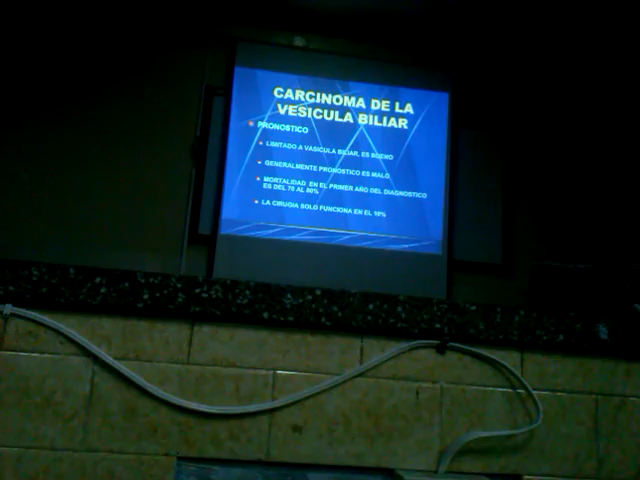 CARCINOMA DE LA
VESICULA BILIAR
PRONOSTICO
LIMITADO A VASICULA BILIAR, ES BUENO
GENERALMENTE PRONOSTICO ES MALO
MORTALIDAD EN EL PRIMER AÑO DEL DIAGNOSTICO
ES DEL 70 AL 80%
LA CIRUGIA SOLO FUNCIONA EN EL 10%